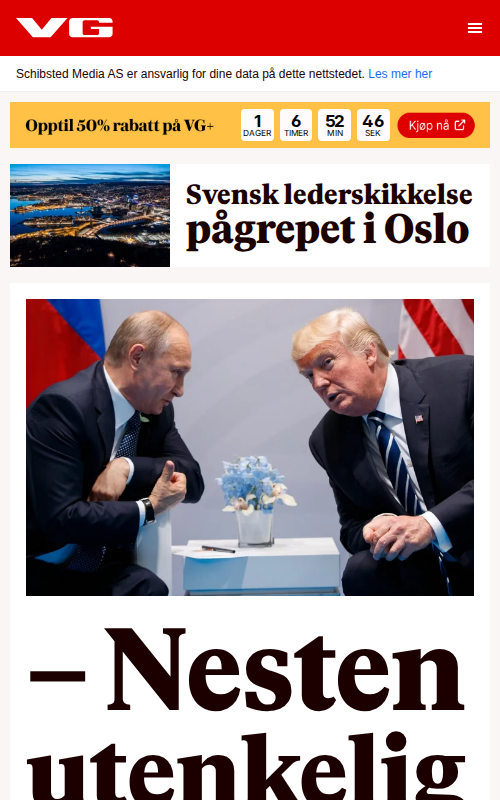 VG
Schibsted Media AS er ansvarlig for dine data på dette nettstedet. Les mer her
Opptil 50% rabatt på VG+
1 6 52 46
DAGER TIMER MIN SEK
Kjøp nå
Svensk lederskikkelse
pågrepet i Oslo
– Nesten
utenkelig